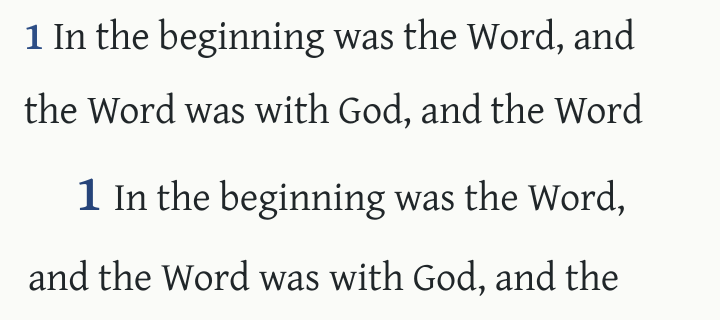 1 In the beginning was the Word, and
the Word was with God, and the Word
1 In the beginning was the Word,
and the Word was with God, and the